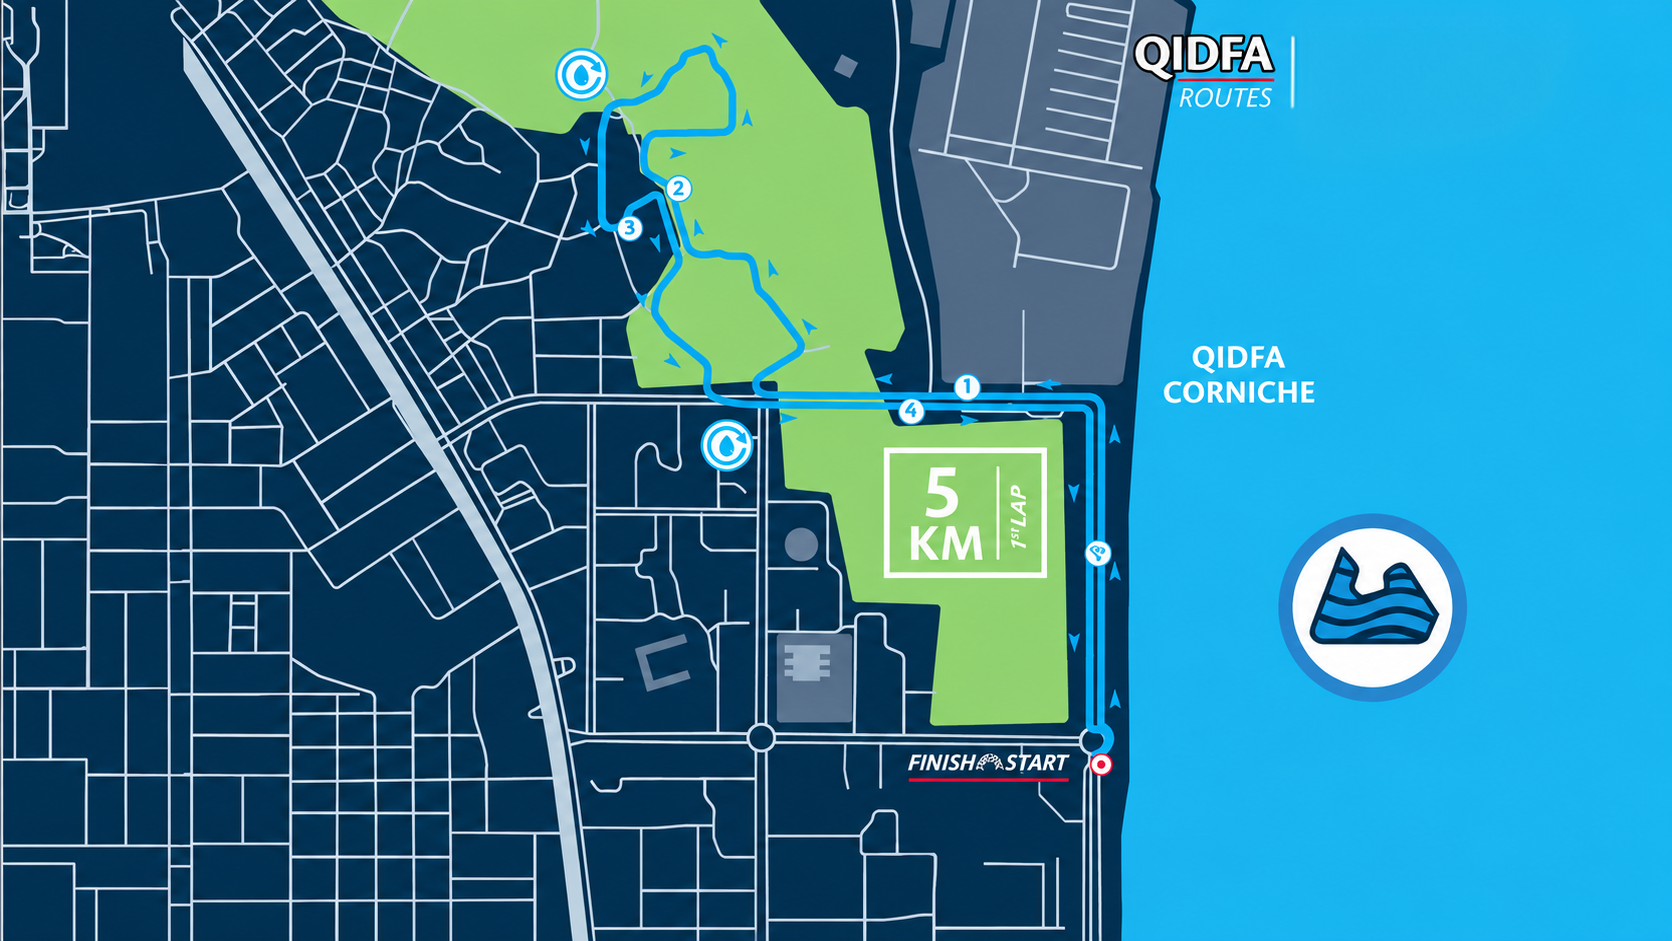 QIDFA
ROUTES
2
3
QIDFA
CORNICHE
1
4
5
KM
1st LAP
FINISH START